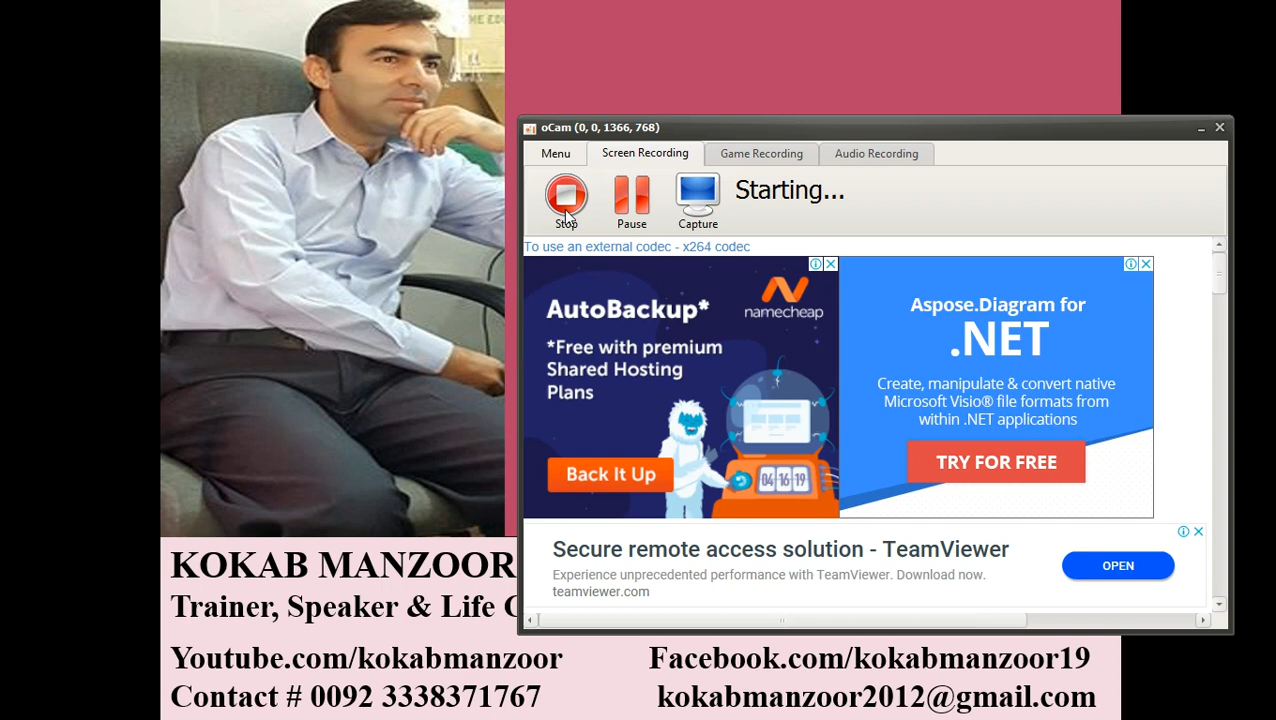 oCam (0, 0, 1366, 768)
Menu
Screen Recording
Game Recording
Audio Recording
Stop
Pause
Capture
Starting...
To use an external codec - x264 codec
AutoBackup*
namecheap
*Free with premium
Shared Hosting
Plans
Back It Up
04 16 19
Aspose.Diagram for
.NET
Create, manipulate & convert native
Microsoft Visio® file formats from
within .NET applications
TRY FOR FREE
Secure remote access solution - TeamViewer
Experience unprecedented performance with TeamViewer. Download now.
teamviewer.com
OPEN
KOKAB MANZOOR
Trainer, Speaker & Life
Youtube.com/kokabmanzoor
Facebook.com/kokabmanzoor19
Contact # 0092 3338371767
kokabmanzoor2012@gmail.com